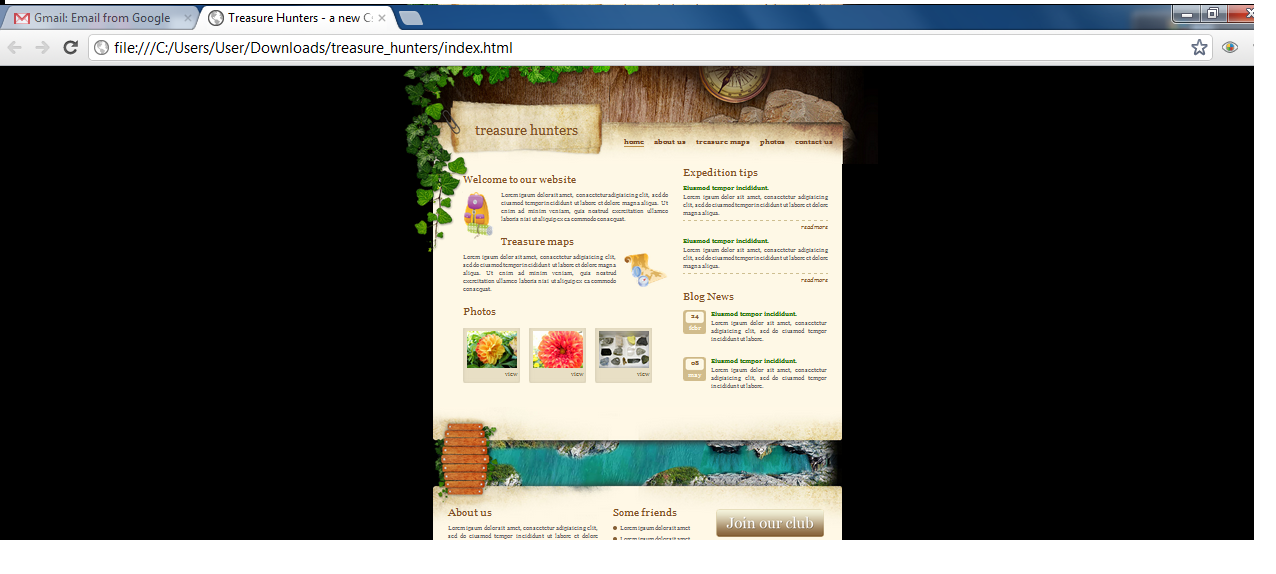 Gmail: Email from Google
Treasure Hunters - a new Cs
file:///C:/Users/User/Downloads/treasure_hunters/index.html
treasure hunters
home about us treasure maps photos contact us
Welcome to our website
Lorem ipsum dolor sit amet, consectetur adipisicing elit, sed do
eiusmod tempor incididunt ut labore et dolore magna aliqua. Ut
enim ad minim veniam, quis nostrud exercitation ullamco
laboris nisi ut aliquip ex ea commodo consequat.
Treasure maps
Lorem ipsum dolor sit amet, consectetur adipisicing elit,
sed do eiusmod tempor incididunt ut labore et dolore magna
aliqua. Ut enim ad minim veniam, quis nostrud
exercitation ullamco laboris nisi ut aliquip ex ea commodo
consequat.
Photos
view
view
view
Expedition tips
Eiusmod tempor incididunt.
Lorem ipsum dolor sit amet, consectetur adipisicing
elit, sed do eiusmod tempor incididunt ut labore et dolore
magna aliqua.
read more
Eiusmod tempor incididunt.
Lorem ipsum dolor sit amet, consectetur adipisicing
elit, sed do eiusmod tempor incididunt ut labore et dolore
magna aliqua.
read more
Blog News
24
febr
Eiusmod tempor incididunt.
Lorem ipsum dolor sit amet, consectetur
adipisicing elit, sed do eiusmod tempor
incididunt ut labore.
08
may
Eiusmod tempor incididunt.
Lorem ipsum dolor sit amet, consectetur
adipisicing elit, sed do eiusmod tempor
incididunt ut labore.
About us
Lorem ipsum dolor sit amet, consectetur adipisicing elit,
sed do eiusmod tempor incididunt ut labore et dolore
Some friends
Lorem ipsum dolor sit amet
Lorem ipsum dolor sit amet
Join our club